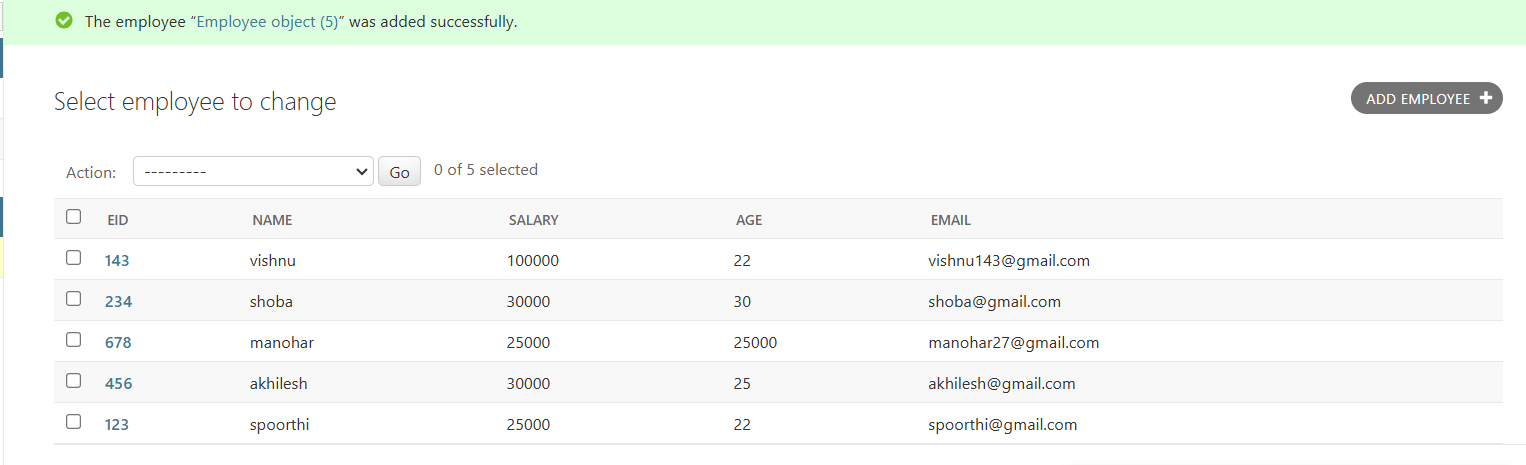 The employee “Employee object (5)” was added successfully.
Select employee to change
ADD EMPLOYEE +
Action: --------- Go 0 of 5 selected
EID NAME SALARY AGE EMAIL
143 vishnu 100000 22 vishnu143@gmail.com
234 shoba 30000 30 shoba@gmail.com
678 manohar 25000 25000 manohar27@gmail.com
456 akhilesh 30000 25 akhilesh@gmail.com
123 spoorthi 25000 22 spoorthi@gmail.com